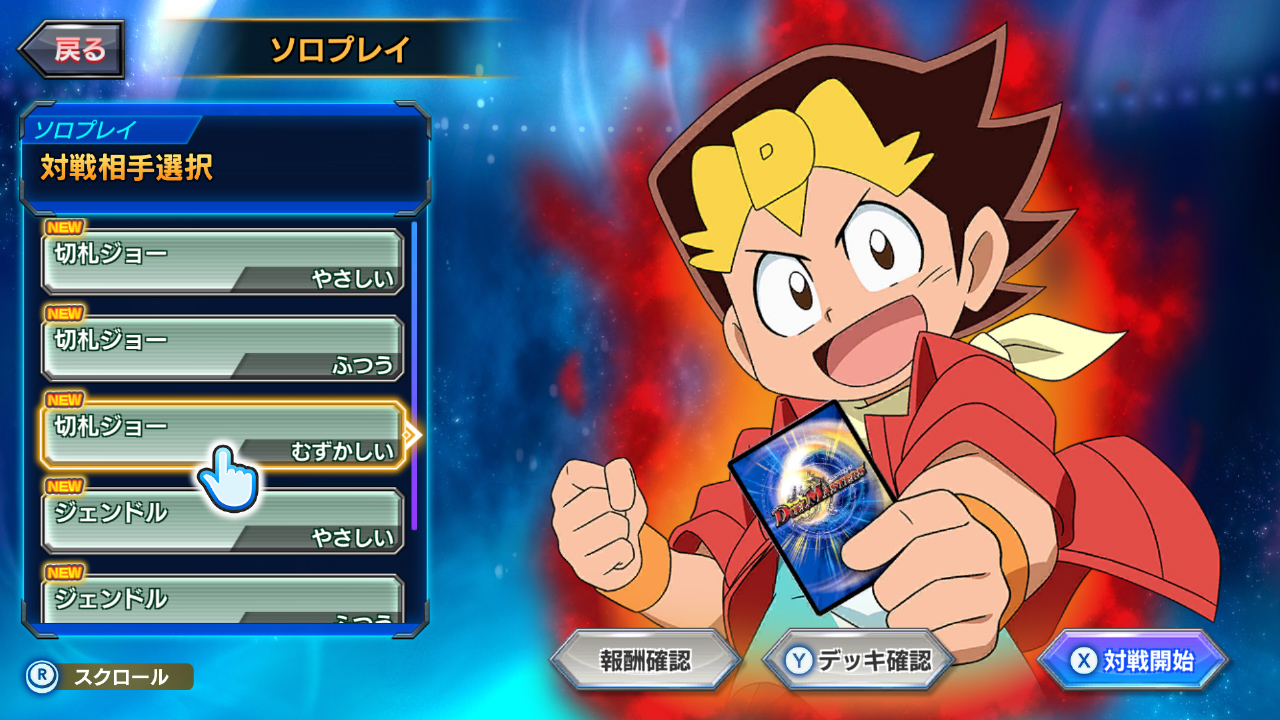 戻る
ソロプレイ
ソロプレイ
対戦相手選択
NEW
切札ジョー
やさしい
NEW
切札ジョー
ふつう
NEW
切札ジョー
むずかしい
NEW
ジェンドル
やさしい
NEW
ジェンドル
ふつう
D
DUEL MASTERS
報酬確認
Y デッキ確認
X 対戦開始
R スクロール